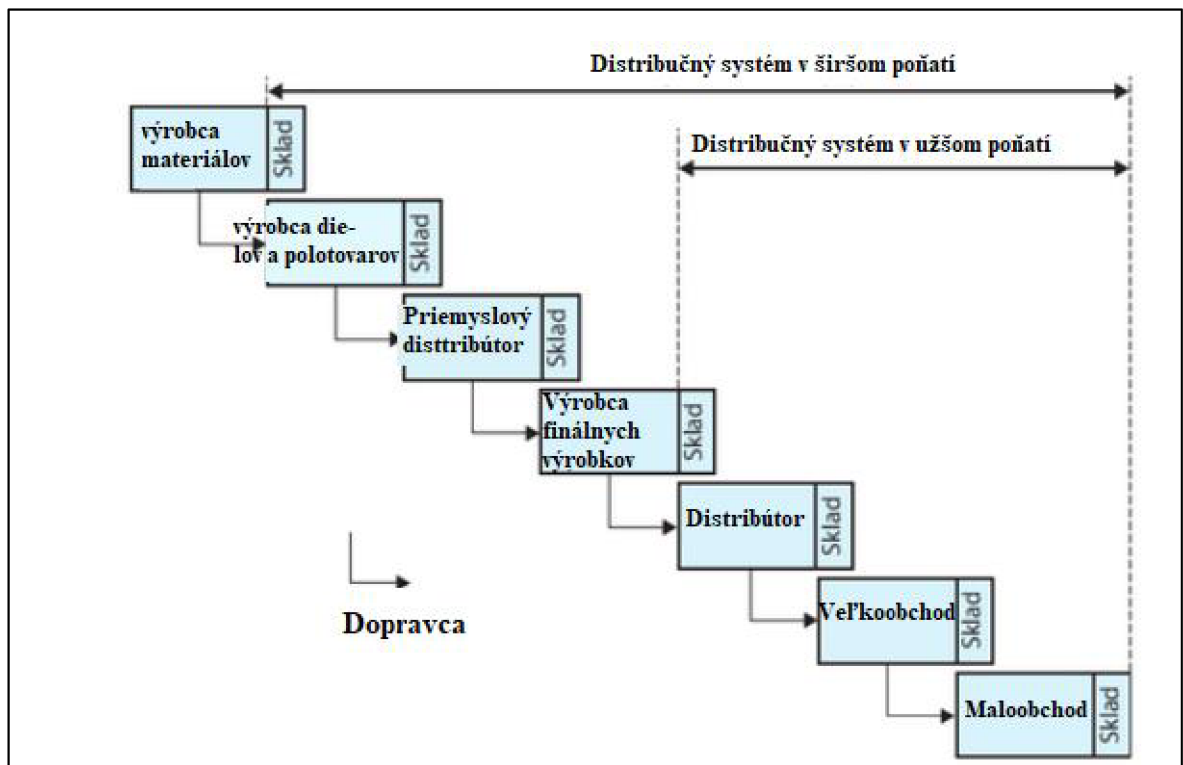 Distribučný systém v širšom poňatí
výrobca
materiálov
Sklad
Distribučný systém v užšom poňatí
výrobca die-
lov a polotovarov
Sklad
Priemyslový
disttribútor
Sklad
Výrobca
finálnych
výrobkov
Sklad
Distribútor
Sklad
Dopravca
Veľkoobchod
Sklad
Maloobchod
Sklad